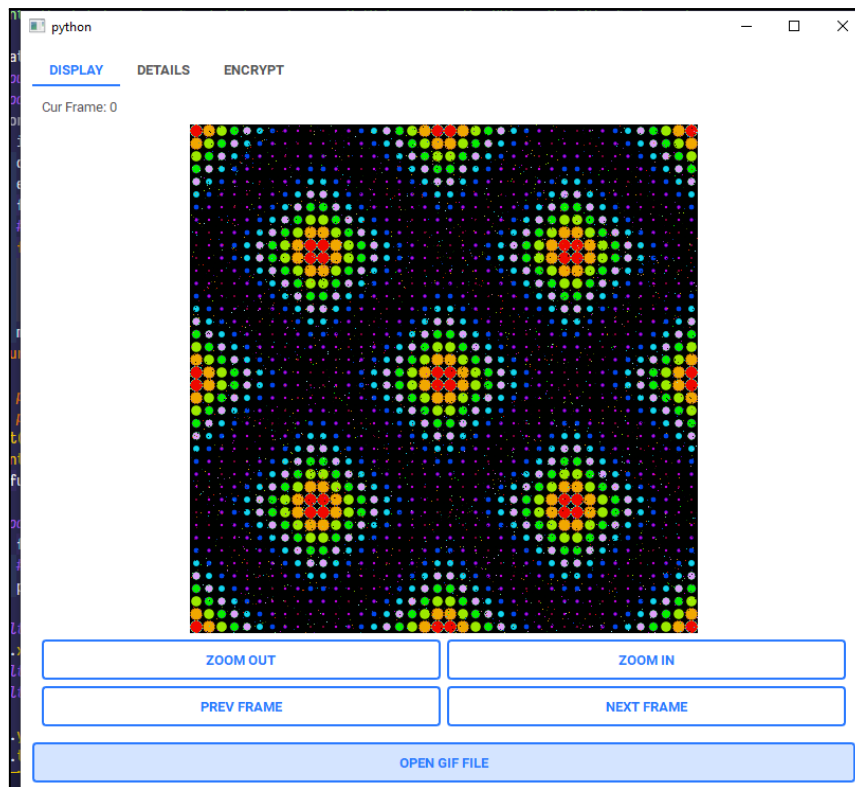 python
DISPLAY DETAILS ENCRYPT
Cur Frame: 0
ZOOM OUT ZOOM IN
PREV FRAME NEXT FRAME
OPEN GIF FILE